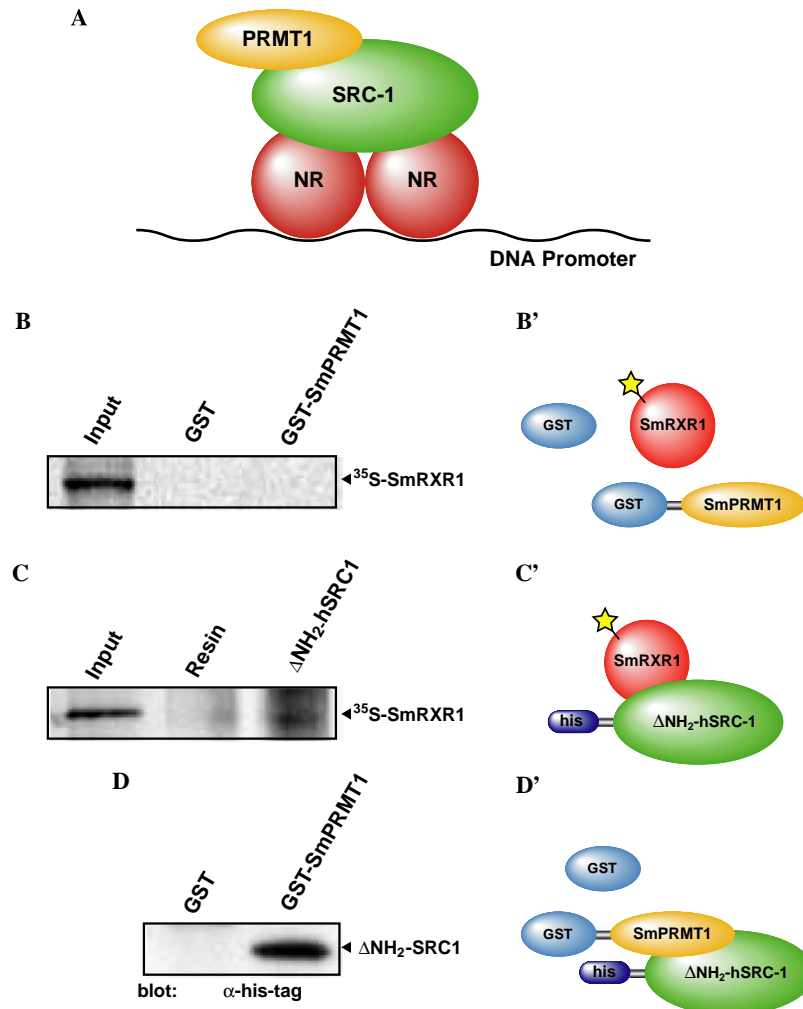 A
PRMT1
SRC-1
NR NR
DNA Promoter
B
Input GST GST-SmPRMT1
35S-SmRXR1
B’
GST SmRXR1
GST SmPRMT1
C
Input Resin ΔNH2-hSRC1
35S-SmRXR1
C’
SmRXR1
his ΔNH2-hSRC-1
D
GST GST-SmPRMT1
ΔNH2-SRC1
blot: α-his-tag
D’
GST
GST SmPRMT1
his ΔNH2-hSRC-1